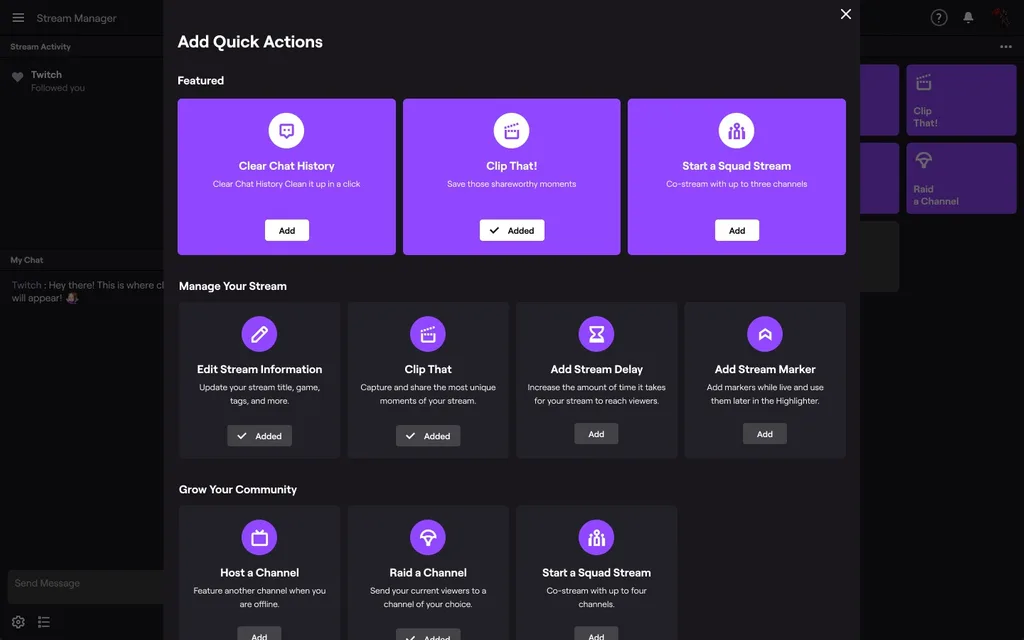 Stream Manager
Stream Activity
Twitch
Followed you
My Chat
Twitch : Hey there! This is where
will appear!
Send Message
Add Quick Actions
Featured
Clear Chat History
Clear Chat History Clean it up in a click
Add
Clip That!
Save those shareworthy moments
Added
Start a Squad Stream
Co-stream with up to three channels
Add
Manage Your Stream
Edit Stream Information
Update your stream title, game,
tags, and more.
Added
Clip That
Capture and share the most unique
moments of your stream.
Added
Add Stream Delay
Increase the amount of time it takes
for your stream to reach viewers.
Add
Add Stream Marker
Add markers while live and use
them later in the Highlighter.
Add
Grow Your Community
Host a Channel
Feature another channel when you
are offline.
Add
Raid a Channel
Send your current viewers to a
channel of your choice.
Added
Start a Squad Stream
Co-stream with up to four
channels.
Add
Clip
That!
Raid
a Channel